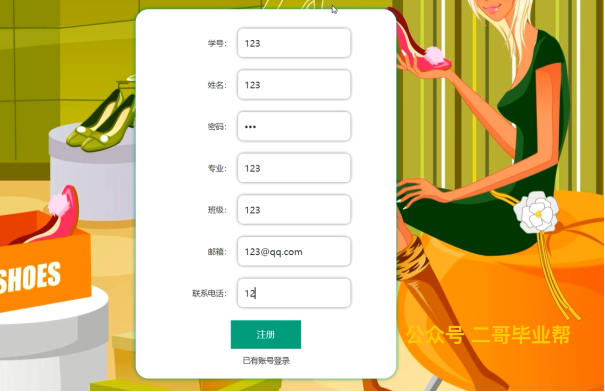 学号: 123
姓名: 123
密码: •••
专业: 123
班级: 123
邮箱: 123@qq.com
联系电话: 12
注册
已有账号登录
SHOES
公众号 二哥毕业帮